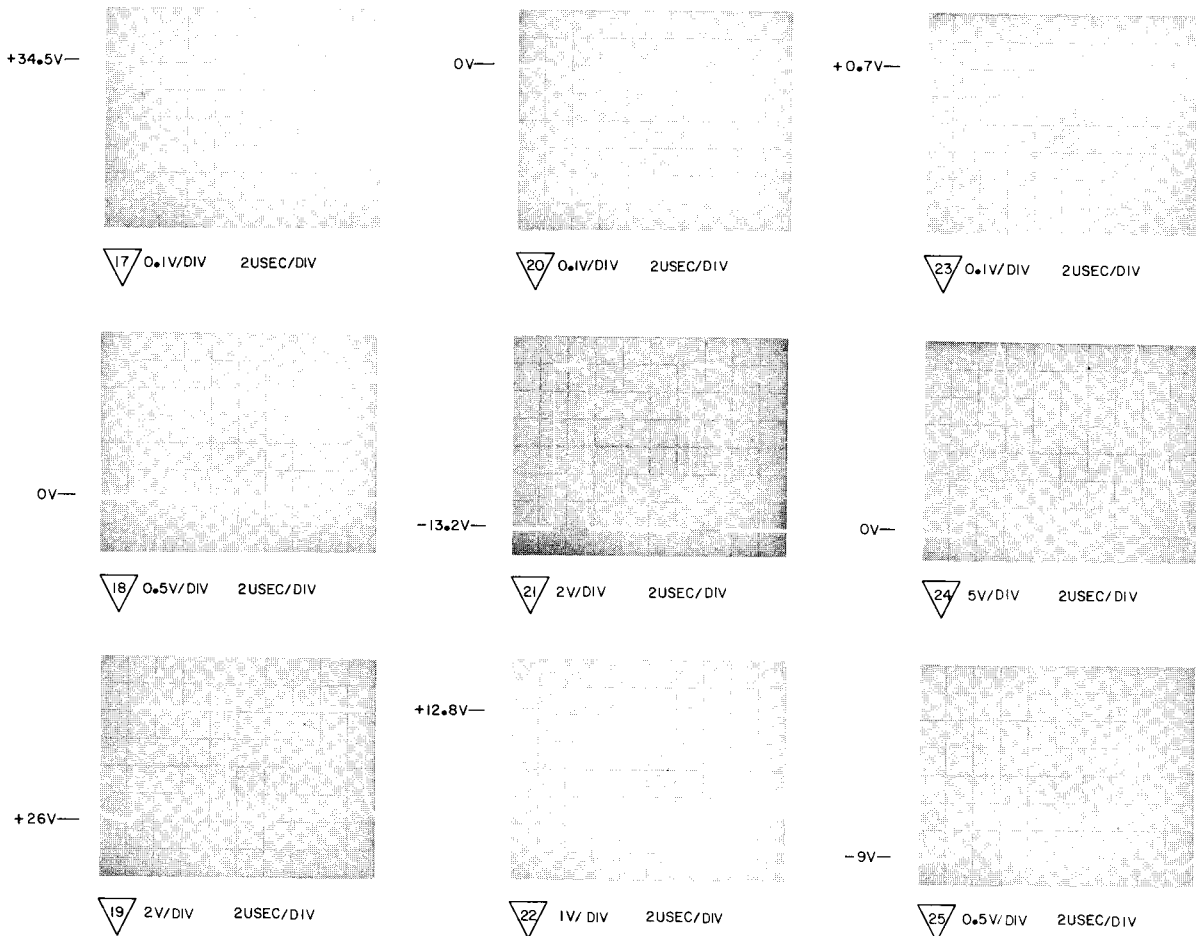 +34.5V
17 0.1V/DIV 2USEC/DIV
0V
20 0.1V/DIV 2USEC/DIV
+0.7V
23 0.1V/DIV 2USEC/DIV
0V
18 0.5V/DIV 2USEC/DIV
-13.2V
21 2V/DIV 2USEC/DIV
0V
24 5V/DIV 2USEC/DIV
+26V
19 2V/DIV 2USEC/DIV
+12.8V
22 1V/DIV 2USEC/DIV
-9V
25 0.5V/DIV 2USEC/DIV